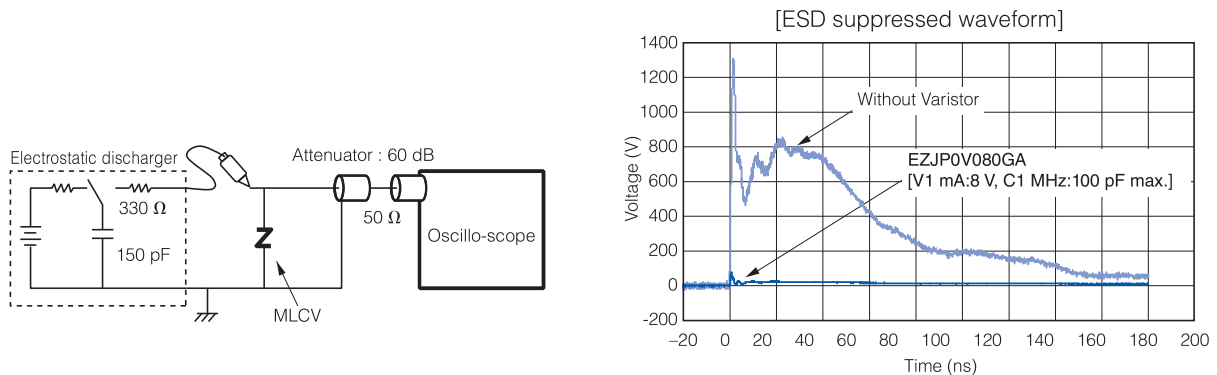 Electrostatic discharger
330 Ω
150 pF
MLCV
Attenuator : 60 dB
50 Ω
Oscillo-scope
[ESD suppressed waveform]
Voltage (V)
1400
1200
1000
800
600
400
200
0
-200
Without Varistor
EZJP0V080GA
[V1 mA:8 V, C1 MHz:100 pF max.]
–20 0 20 40 60 80 100 120 140 160 180 200
Time (ns)